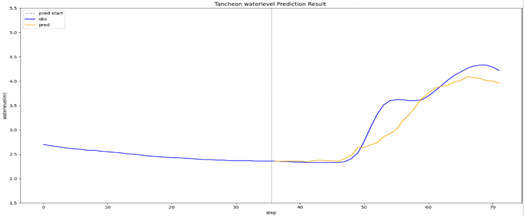 Tancheon waterlevel Prediction Result
pred start
obs
pred
waterlevel(m)
5.5
5.0
4.5
4.0
3.5
3.0
2.5
2.0
1.5
0 10 20 30 40 50 60 70
step